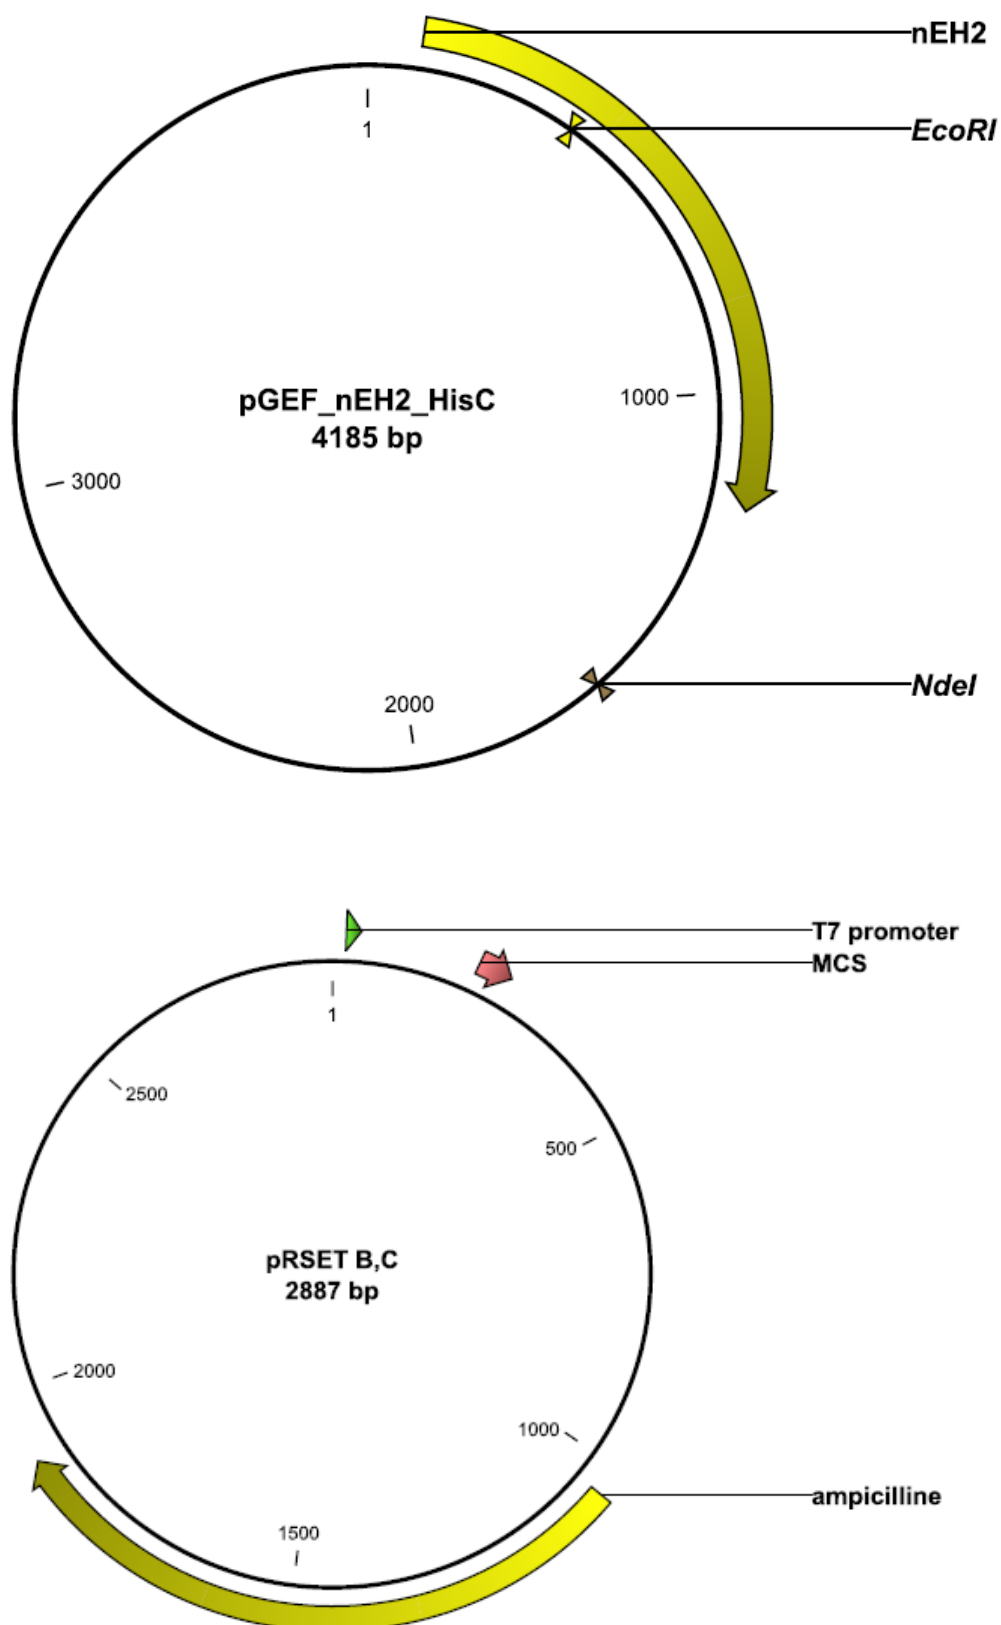 nEH2
1
EcoRI
pGEF_nEH2_HisC
4185 bp
1000
3000
NdeI
2000
T7 promoter
MCS
1
2500
500
pRSET B,C
2887 bp
2000
1000
ampicilline
1500